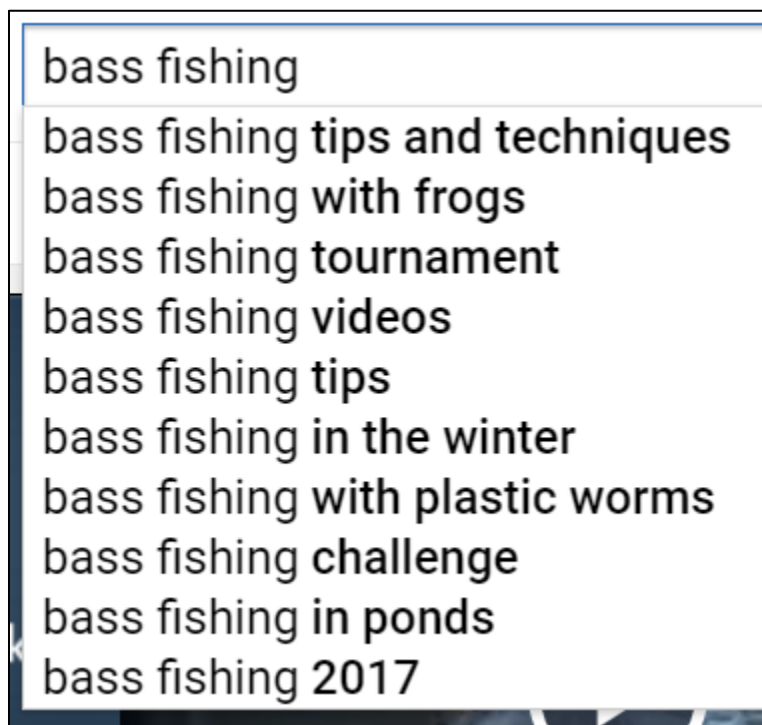 bass fishing
bass fishing tips and techniques
bass fishing with frogs
bass fishing tournament
bass fishing videos
bass fishing tips
bass fishing in the winter
bass fishing with plastic worms
bass fishing challenge
bass fishing in ponds
bass fishing 2017